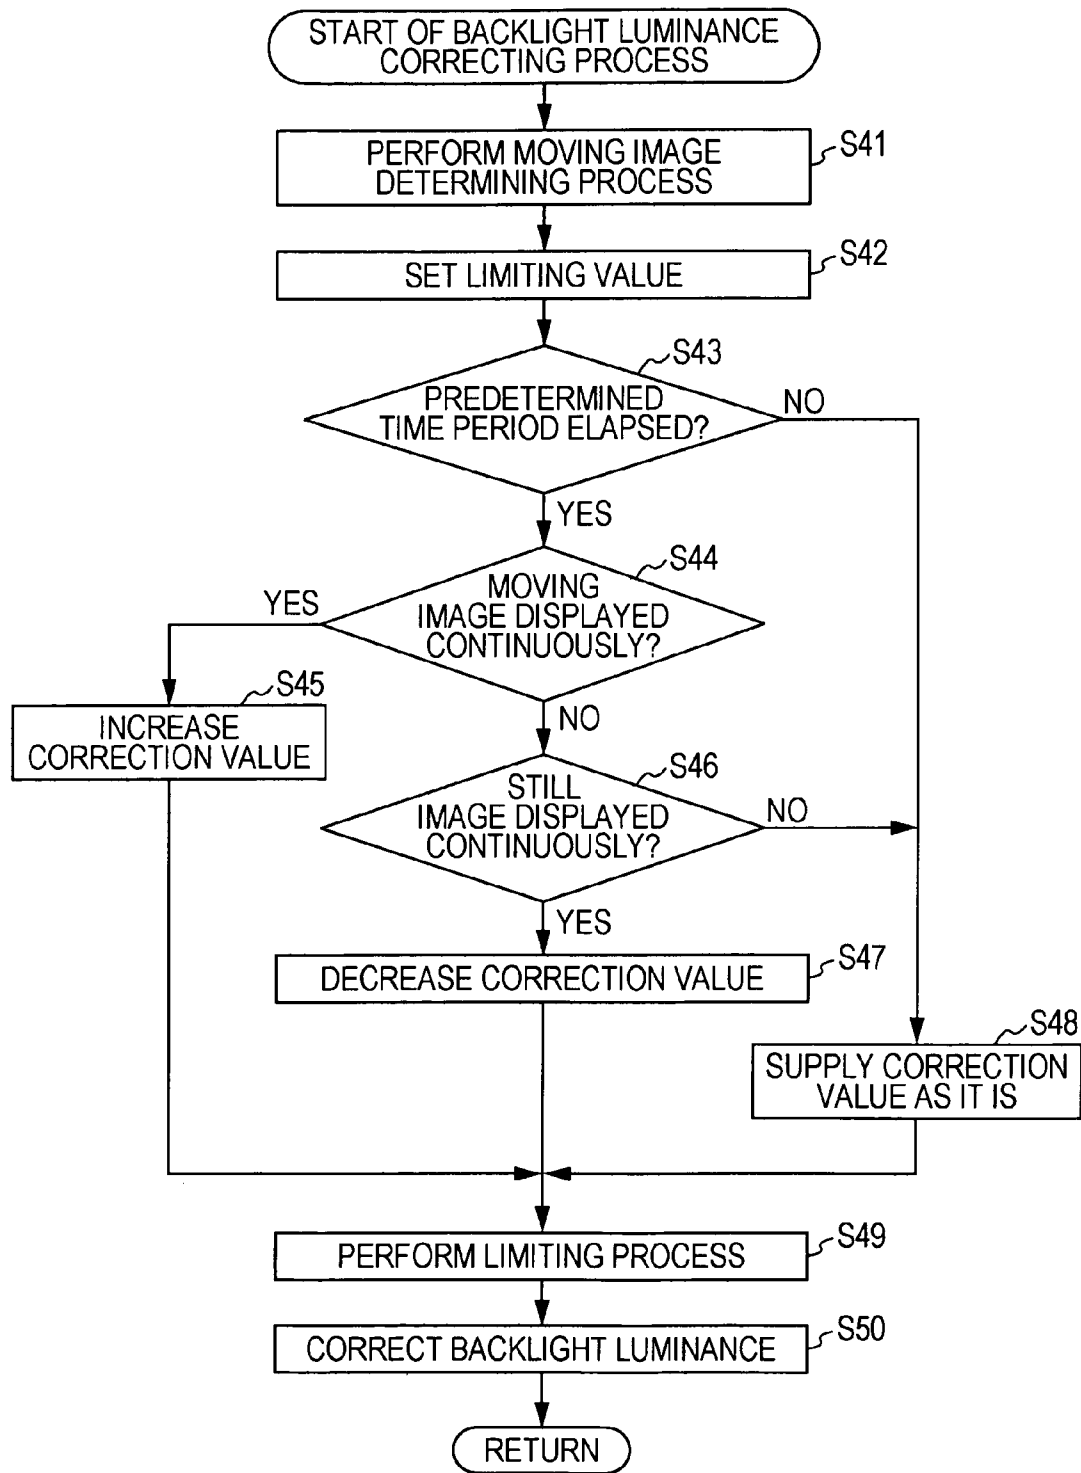 START OF BACKLIGHT LUMINANCE
CORRECTING PROCESS
S41
PERFORM MOVING IMAGE
DETERMINING PROCESS
S42
SET LIMITING VALUE
S43
PREDETERMINED
TIME PERIOD ELAPSED?
NO
YES
S44
MOVING
IMAGE DISPLAYED
CONTINUOUSLY?
YES
S45
INCREASE
CORRECTION VALUE
NO
S46
STILL
IMAGE DISPLAYED
CONTINUOUSLY?
NO
YES
S47
DECREASE CORRECTION VALUE
S48
SUPPLY CORRECTION
VALUE AS IT IS
S49
PERFORM LIMITING PROCESS
S50
CORRECT BACKLIGHT LUMINANCE
RETURN